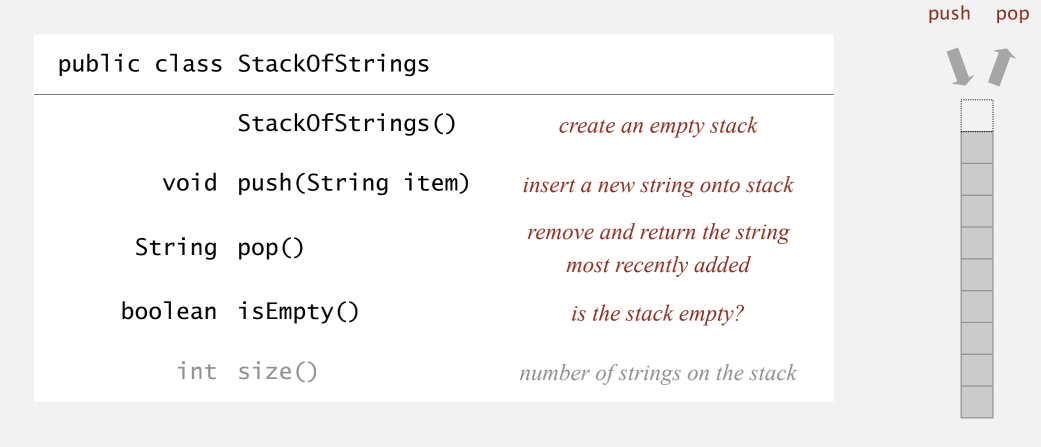 push pop
public class StackOfStrings
StackOfStrings() create an empty stack
void push(String item) insert a new string onto stack
String pop() remove and return the string
most recently added
boolean isEmpty() is the stack empty?
int size() number of strings on the stack